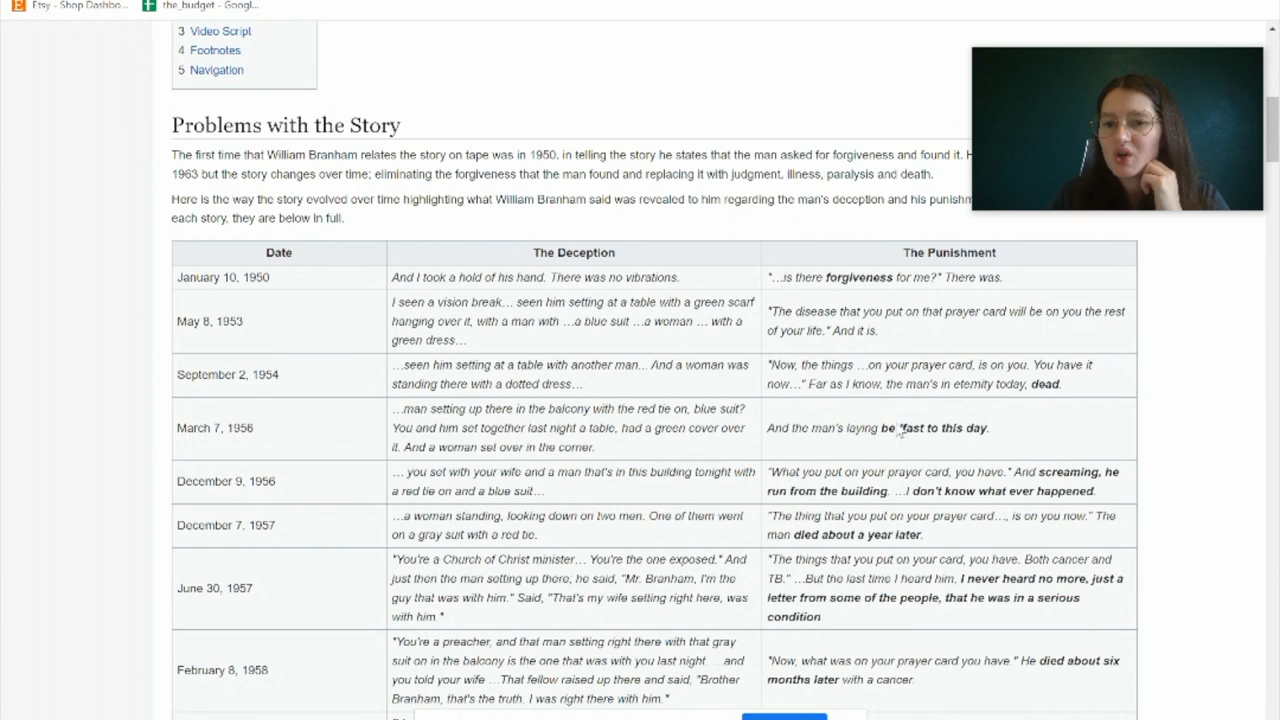 Etsy - Shop Dashbo...
the_budget - Googl...
3 Video Script
4 Footnotes
5 Navigation
Problems with the Story
The first time that William Branham relates the story on tape was in 1950. in telling the story he states that the man asked for forgiveness and found it. H
1963 but the story changes over time; eliminating the forgiveness that the man found and replacing it with judgment, illness, paralysis and death.
Here is the way the story evolved over time highlighting what William Branham said was revealed to him regarding the man's deception and his punishm
each story, they are below in full.
Date The Deception The Punishment
January 10, 1950 And I took a hold of his hand. There was no vibrations. "...is there forgiveness for me?" There was.
May 8, 1953
I seen a vision break... seen him setting at a table with a green scarf
hanging over it, with a man with ...a blue suit ...a woman ... with a
green dress...
"The disease that you put on that prayer card will be on you the rest
of your life." And it is.
September 2, 1954
...seen him setting at a table with another man... And a woman was
standing there with a dotted dress...
"Now, the things ...on your prayer card, is on you. You have it
now..." Far as I know, the man's in eternity today, dead.
March 7, 1956
...man setting up there in the balcony with the red tie on, blue suit?
You and him set together last night a table, had a green cover over
it. And a woman set over in the corner.
And the man's laying be 'fast to this day.
December 9, 1956
... you set with your wife and a man that's in this building tonight with
a red tie on and a blue suit...
"What you put on your prayer card, you have." And screaming, he
run from the building. ...I don't know what ever happened.
December 7, 1957
...a woman standing, looking down on two men. One of them went
on a gray suit with a red tie.
"The thing that you put on your prayer card..., is on you now." The
man died about a year later.
June 30, 1957
"You're a Church of Christ minister... You're the one exposed." And
just then the man setting up there; he said, "Mr. Branham, I'm the
guy that was with him." Said, "That's my wife setting right here, was
with him."
"The things that you put on your card, you have. Both cancer and
TB." ...But the last time I heard him, I never heard no more, just a
letter from some of the people, that he was in a serious
condition
February 8, 1958
"You're a preacher, and that man setting right there with that gray
suit on in the balcony is the one that was with you last night ...and
you told your wife ...That fellow raised up there and said, "Brother
Branham, that's the truth. I was right there with him."
"Now, what was on your prayer card you have." He died about six
months later with a cancer.